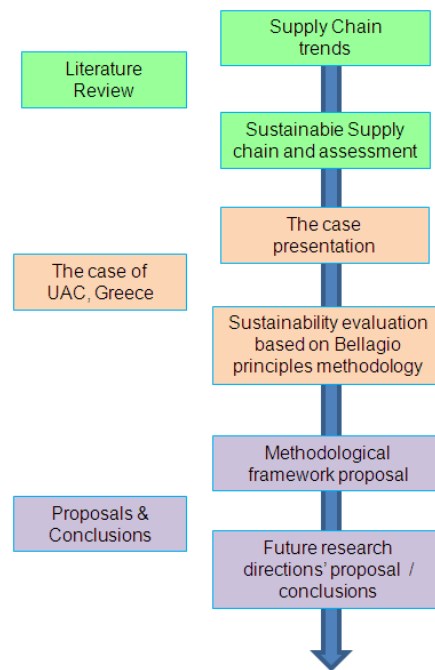 Supply Chain
trends
Literature
Review
Sustainabie Supply
chain and assessment
The case
presentation
The case of
UAC, Greece
Sustainability evaluation
based on Bellagio
principles methodology
Methodological
framework proposal
Proposals &
Conclusions
Future research
directions’ proposal /
conclusions